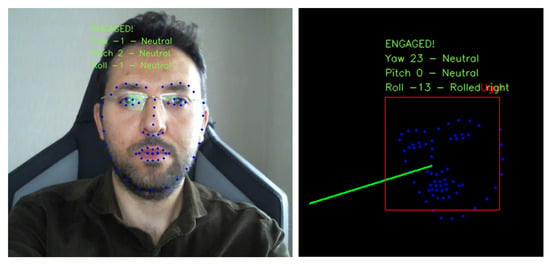 ENGAGED!
Yaw -1 - Neutral
Pitch 2 - Neutral
Roll -1 - Neutral
ENGAGED!
Yaw 23 - Neutral
Pitch 0 - Neutral
Roll -13 - Rolled right